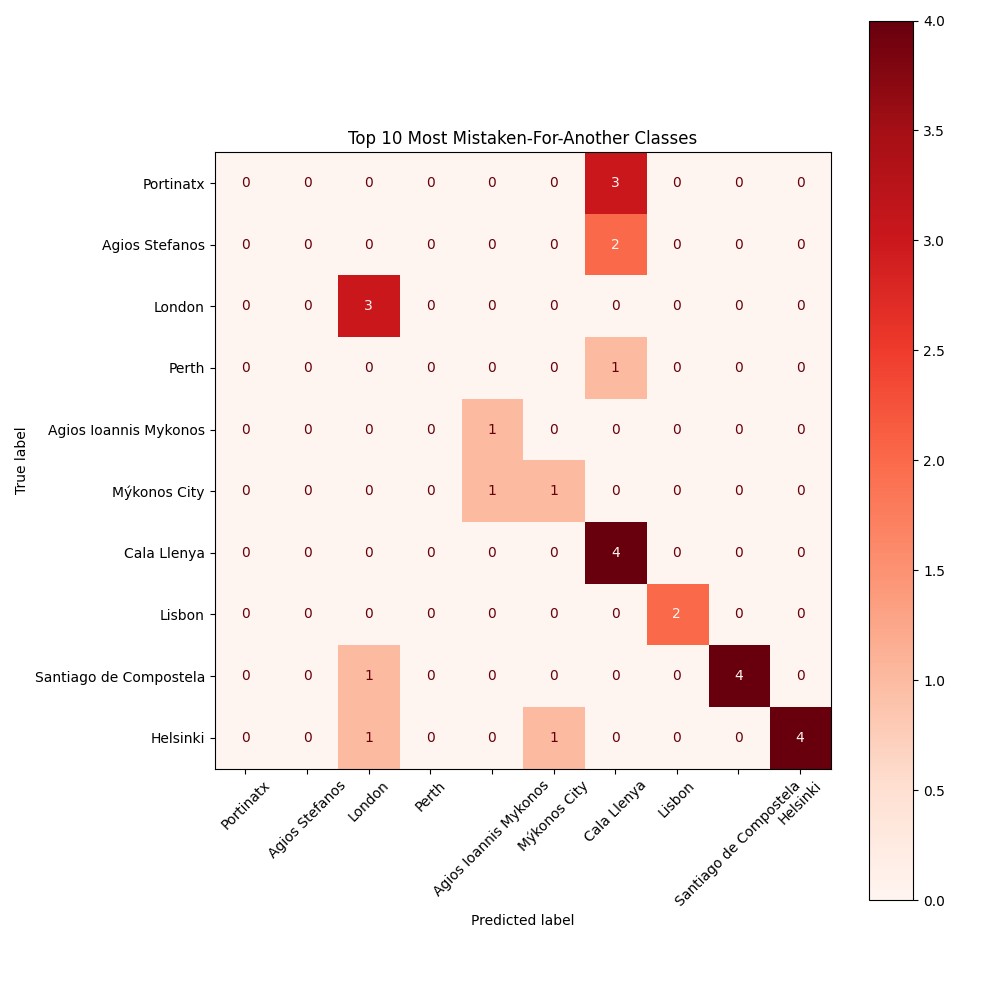 Top 10 Most Mistaken-For-Another Classes
Portinatx 0 0 0 0 0 0 3 0 0 0
Agios Stefanos 0 0 0 0 0 0 2 0 0 0
London 0 0 3 0 0 0 0 0 0 0
Perth 0 0 0 0 0 0 1 0 0 0
Agios Ioannis Mykonos 0 0 0 0 1 0 0 0 0 0
Mýkonos City 0 0 0 0 1 1 0 0 0 0
Cala Llenya 0 0 0 0 0 0 4 0 0 0
Lisbon 0 0 0 0 0 0 0 2 0 0
Santiago de Compostela 0 0 1 0 0 0 0 0 4 0
Helsinki 0 0 1 0 0 1 0 0 0 4
True label
Portinatx
Agios Stefanos
London
Perth
Agios Ioannis Mykonos
Mýkonos City
Cala Llenya
Lisbon
Santiago de Compostela
Helsinki
Predicted label
4.0
3.5
3.0
2.5
2.0
1.5
1.0
0.5
0.0